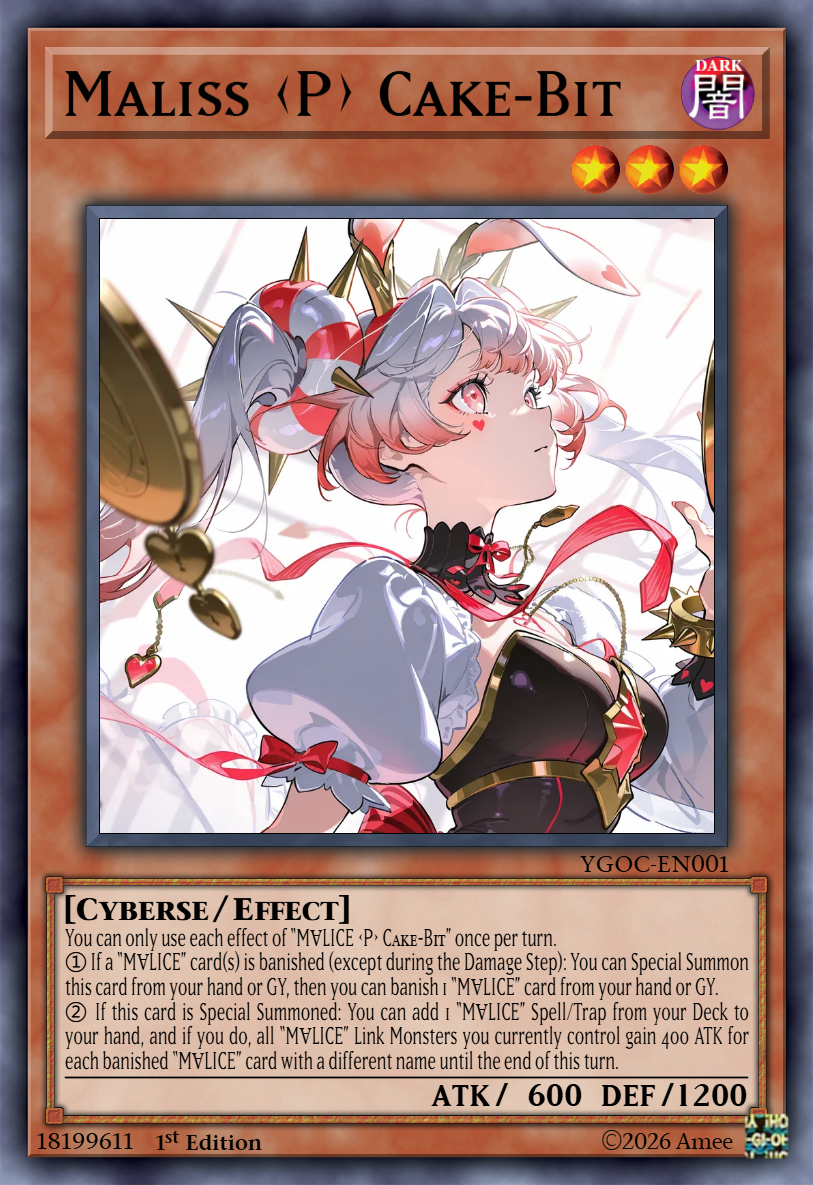 Maliss ‹P› Cake-Bit
DARK
闇
YGOC-EN001
[Cyberse/Effect]
You can only use each effect of "M∀LICE ‹P› Cake-Bit" once per turn.
① If a "M∀LICE" card(s) is banished (except during the Damage Step): You can Special Summon
this card from your hand or GY, then you can banish 1 "M∀LICE" card from your hand or GY.
② If this card is Special Summoned: You can add 1 "M∀LICE" Spell/Trap from your Deck to
your hand, and if you do, all "M∀LICE" Link Monsters you currently control gain 400 ATK for
each banished "M∀LICE" card with a different name until the end of this turn.
ATK/ 600 DEF/1200
18199611 1st Edition ©2026 Amee